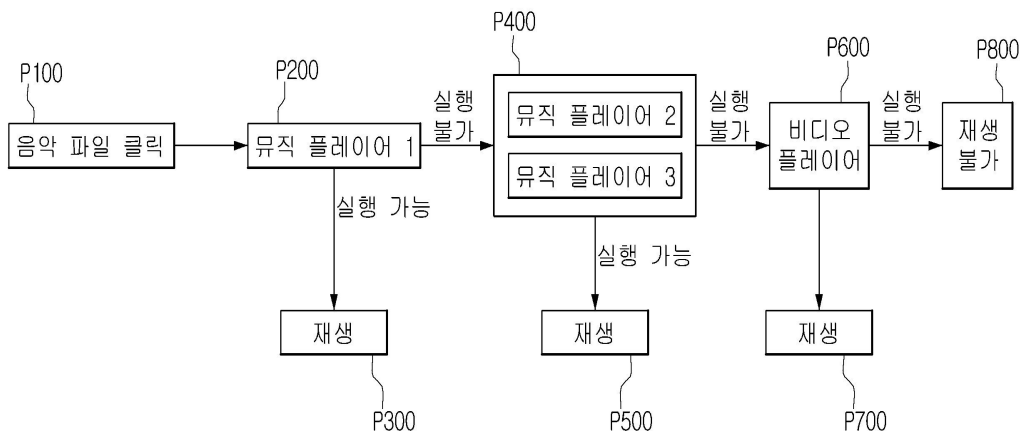 P100
음악 파일 클릭
P200
뮤직 플레이어 1
실행
불가
실행 가능
재생
P300
P400
뮤직 플레이어 2
뮤직 플레이어 3
실행
불가
실행 가능
재생
P500
P600
비디오
플레이어
실행
불가
재생
P700
P800
재생
불가